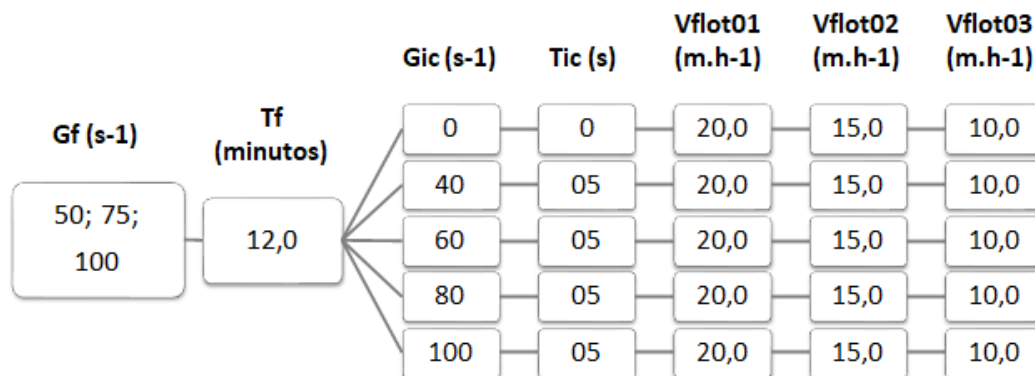 Gf (s-1)
50; 75;
100
Tf
(minutos)
12,0
Gic (s-1) Tic (s) Vflot01 Vflot02 Vflot03
(m.h-1) (m.h-1) (m.h-1)
0 0 20,0 15,0 10,0
40 05 20,0 15,0 10,0
60 05 20,0 15,0 10,0
80 05 20,0 15,0 10,0
100 05 20,0 15,0 10,0